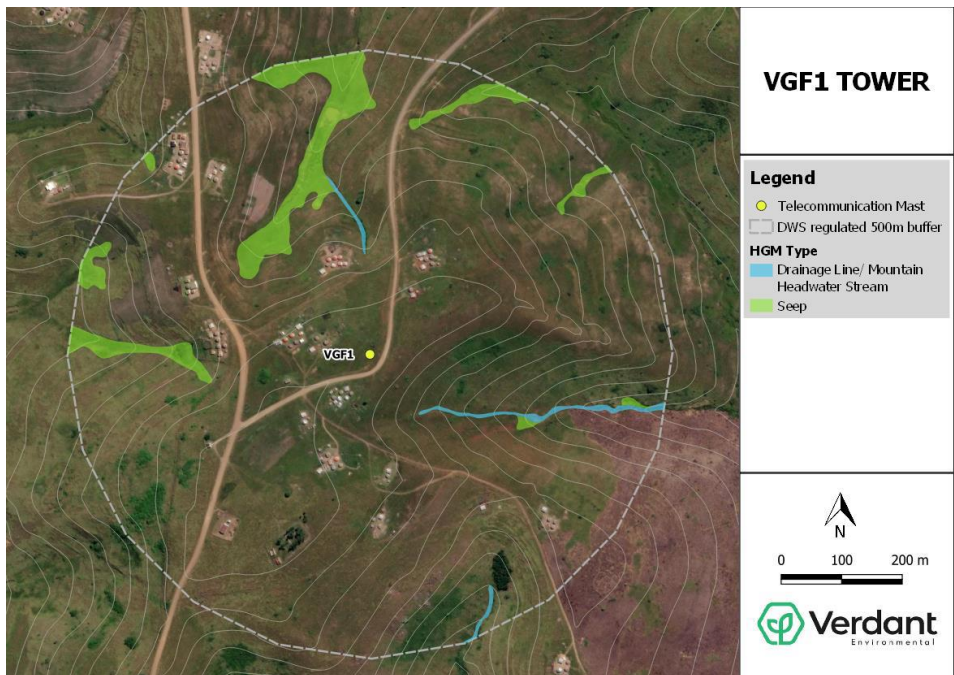 VGF1 TOWER
Legend
Telecommunication Mast
DWS regulated 500m buffer
HGM Type
Drainage Line/ Mountain
Headwater Stream
Seep
VGF1
N
0 100 200 m
Verdant
Environmental